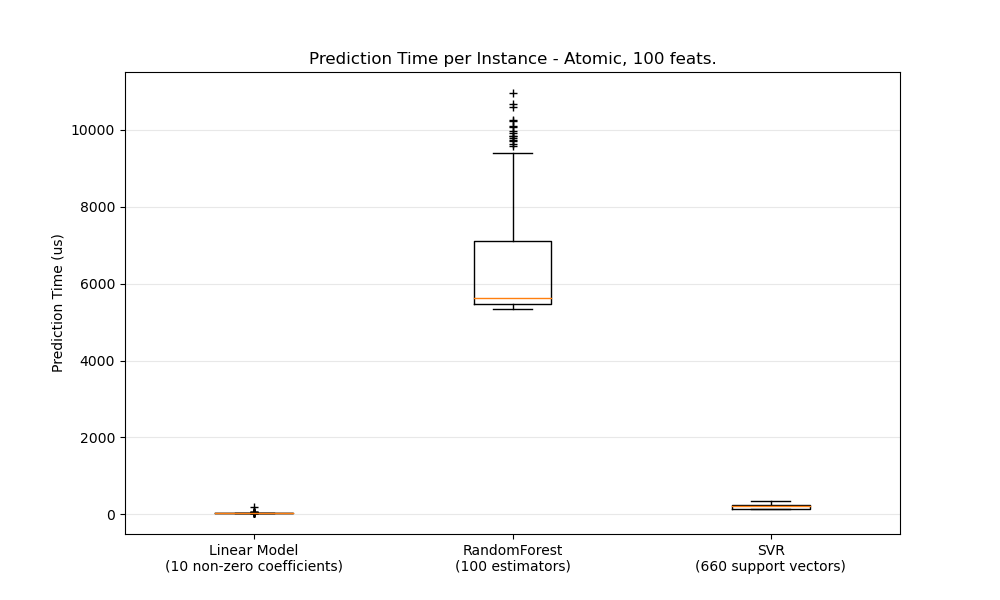 Prediction Time per Instance - Atomic, 100 feats.
Prediction Time (us)
10000
8000
6000
4000
2000
0
Linear Model
(10 non-zero coefficients)
RandomForest
(100 estimators)
SVR
(660 support vectors)